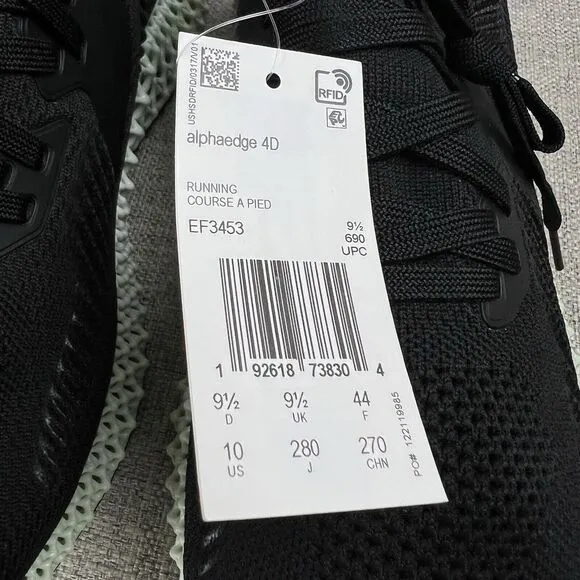 USHSDRFID/0317/V01
RFID
alphaedge 4D
RUNNING
COURSE A PIED
EF3453
9½
690
UPC
1 92618 73830 4
9½ 9½ 44
D UK F
10 280 270
US J CHN
PO# 122119985